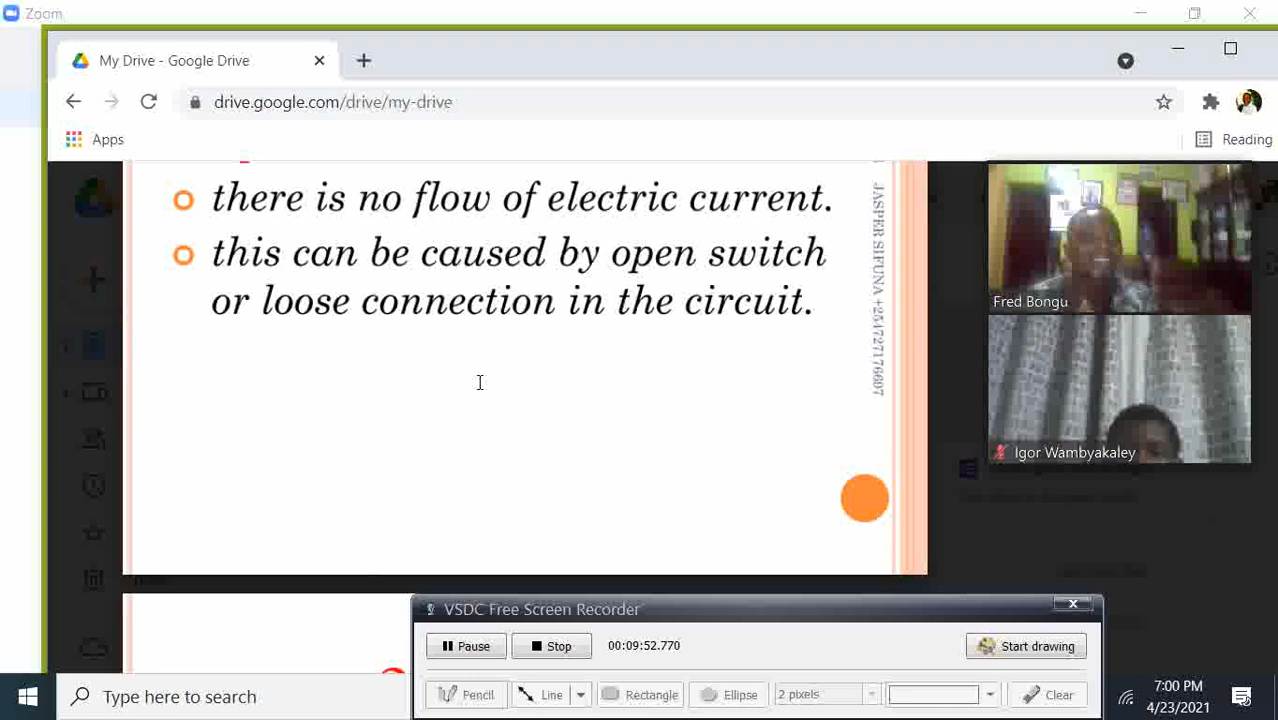 Zoom
My Drive - Google Drive
drive.google.com/drive/my-drive
Apps
Reading
there is no flow of electric current.
this can be caused by open switch
or loose connection in the circuit.
JASPER SIFUNA +254727176607
Fred Bongu
Igor Wambyakaley
VSDC Free Screen Recorder
Pause
Stop
00:09:52.770
Start drawing
Pencil
Line
Rectangle
Ellipse
2 pixels
Clear
Type here to search
7:00 PM
4/23/2021